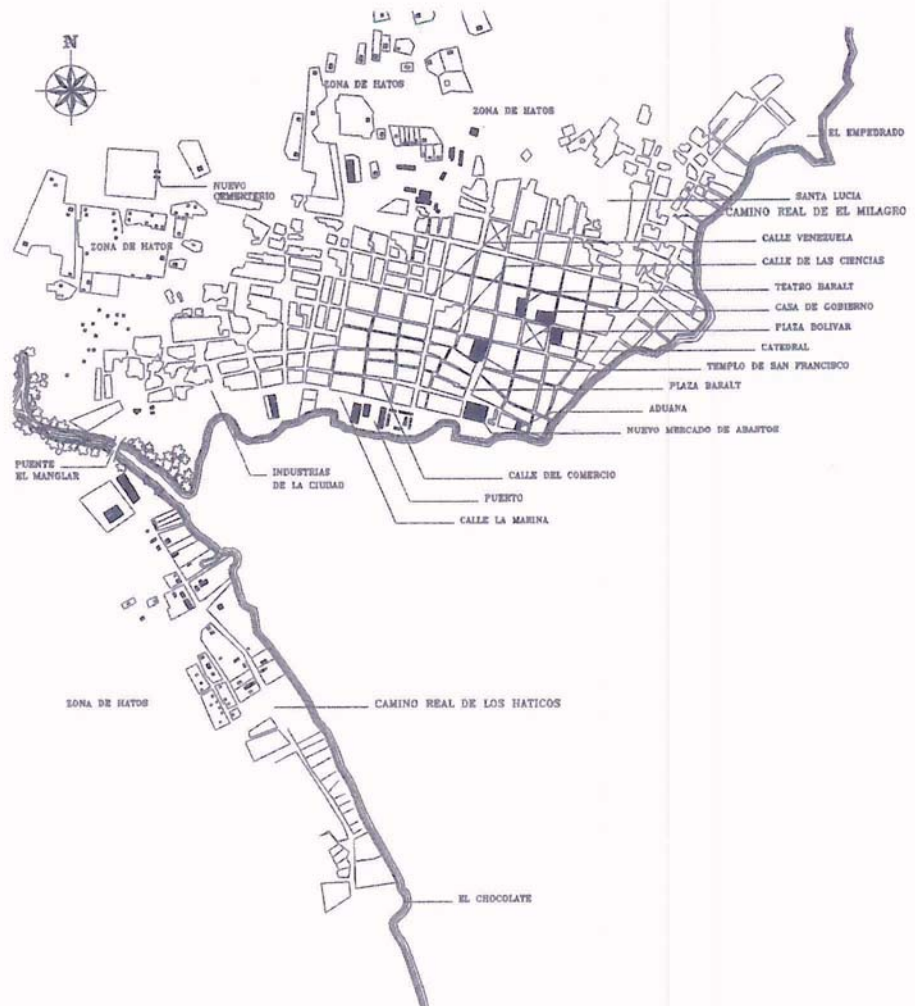 N
ZONA DE HATOS
ZONA DE HATOS
EL EMPEDRADO
NUEVO
CEMENTERIO
SANTA LUCIA
CAMINO REAL DE EL MILAGRO
ZONA DE HATOS
CALLE VENEZUELA
CALLE DE LAS CIENCIAS
TEATRO BARALT
CASA DE GOBIERNO
PLAZA BOLIVAR
CATEDRAL
TEMPLO DE SAN FRANCISCO
PLAZA BARALT
ADUANA
NUEVO MERCADO DE ABASTOS
PUENTE
EL MANGLAR
INDUSTRIAS
DE LA CIUDAD
CALLE DEL COMERCIO
PUERTO
CALLE LA MARINA
ZONA DE HATOS
CAMINO REAL DE LOS HATICOS
EL CHOCOLATE